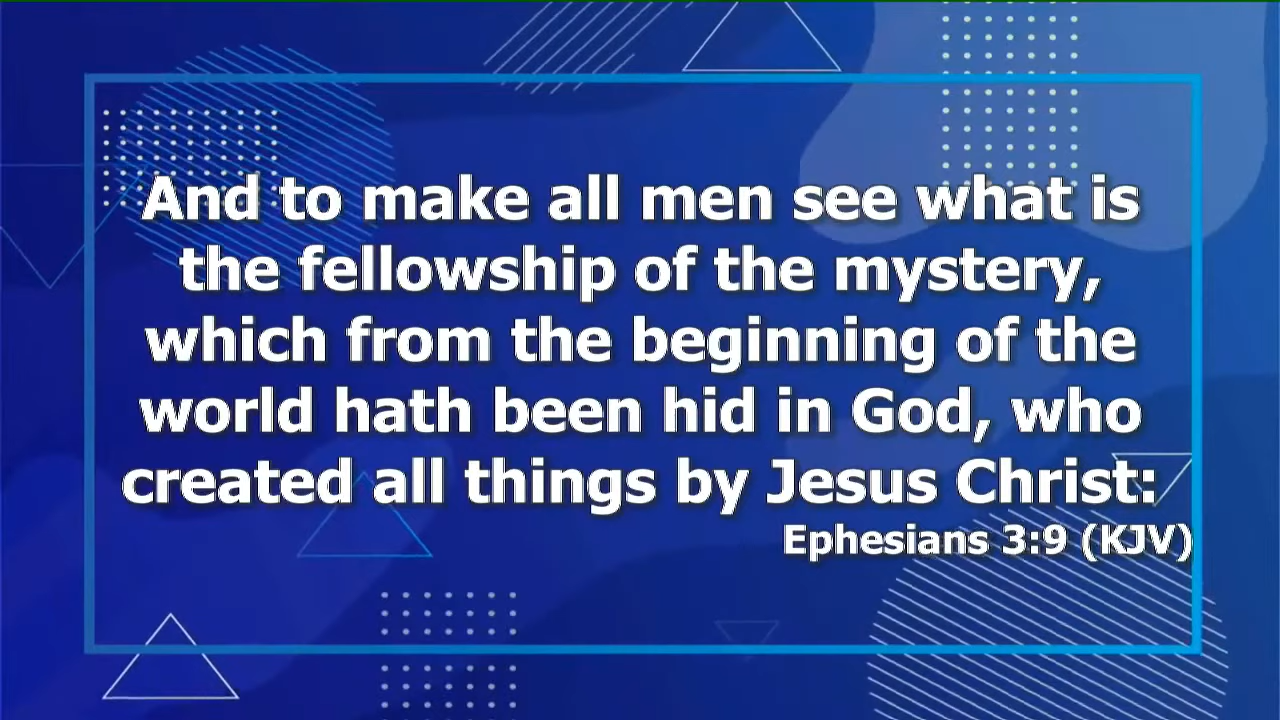 And to make all men see what is
the fellowship of the mystery,
which from the beginning of the
world hath been hid in God, who
created all things by Jesus Christ:
Ephesians 3:9 (KJV)